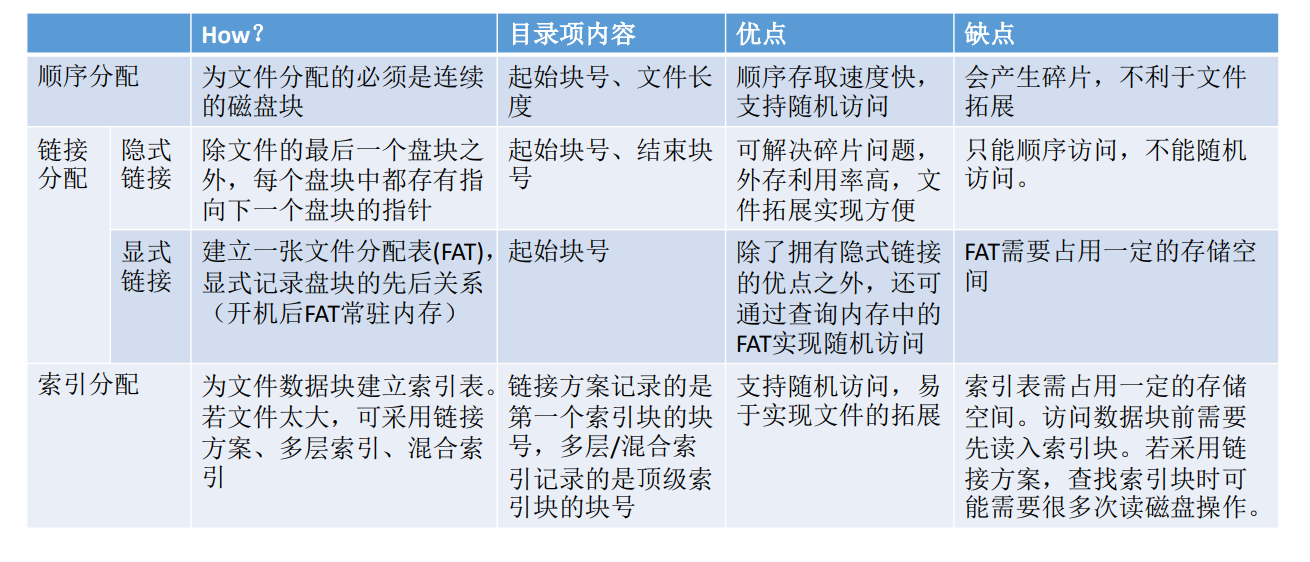 How? 目录项内容 优点 缺点
顺序分配
为文件分配的必须是连续
的磁盘块
起始块号、文件长
度
顺序存取速度快，
支持随机访问
会产生碎片，不利于文件
拓展
链接
分配
隐式
链接
除文件的最后一个盘块之
外，每个盘块中都存有指
向下一个盘块的指针
起始块号、结束块
号
可解决碎片问题，
外存利用率高，文
件拓展实现方便
只能顺序访问，不能随机
访问。
显式
链接
建立一张文件分配表(FAT)，
显式记录盘块的先后关系
（开机后FAT常驻内存）
起始块号
除了拥有隐式链接
的优点之外，还可
通过查询内存中的
FAT实现随机访问
FAT需要占用一定的存储空
间
索引分配
为文件数据块建立索引表。
若文件太大，可采用链接
方案、多层索引、混合索
引
链接方案记录的是
第一个索引块的块
号，多层/混合索
引记录的是顶级索
引块的块号
支持随机访问，易
于实现文件的拓展
索引表需占用一定的存储
空间。访问数据块前需要
先读入索引块。若采用链
接方案，查找索引块时可
能需要很多次读磁盘操作。